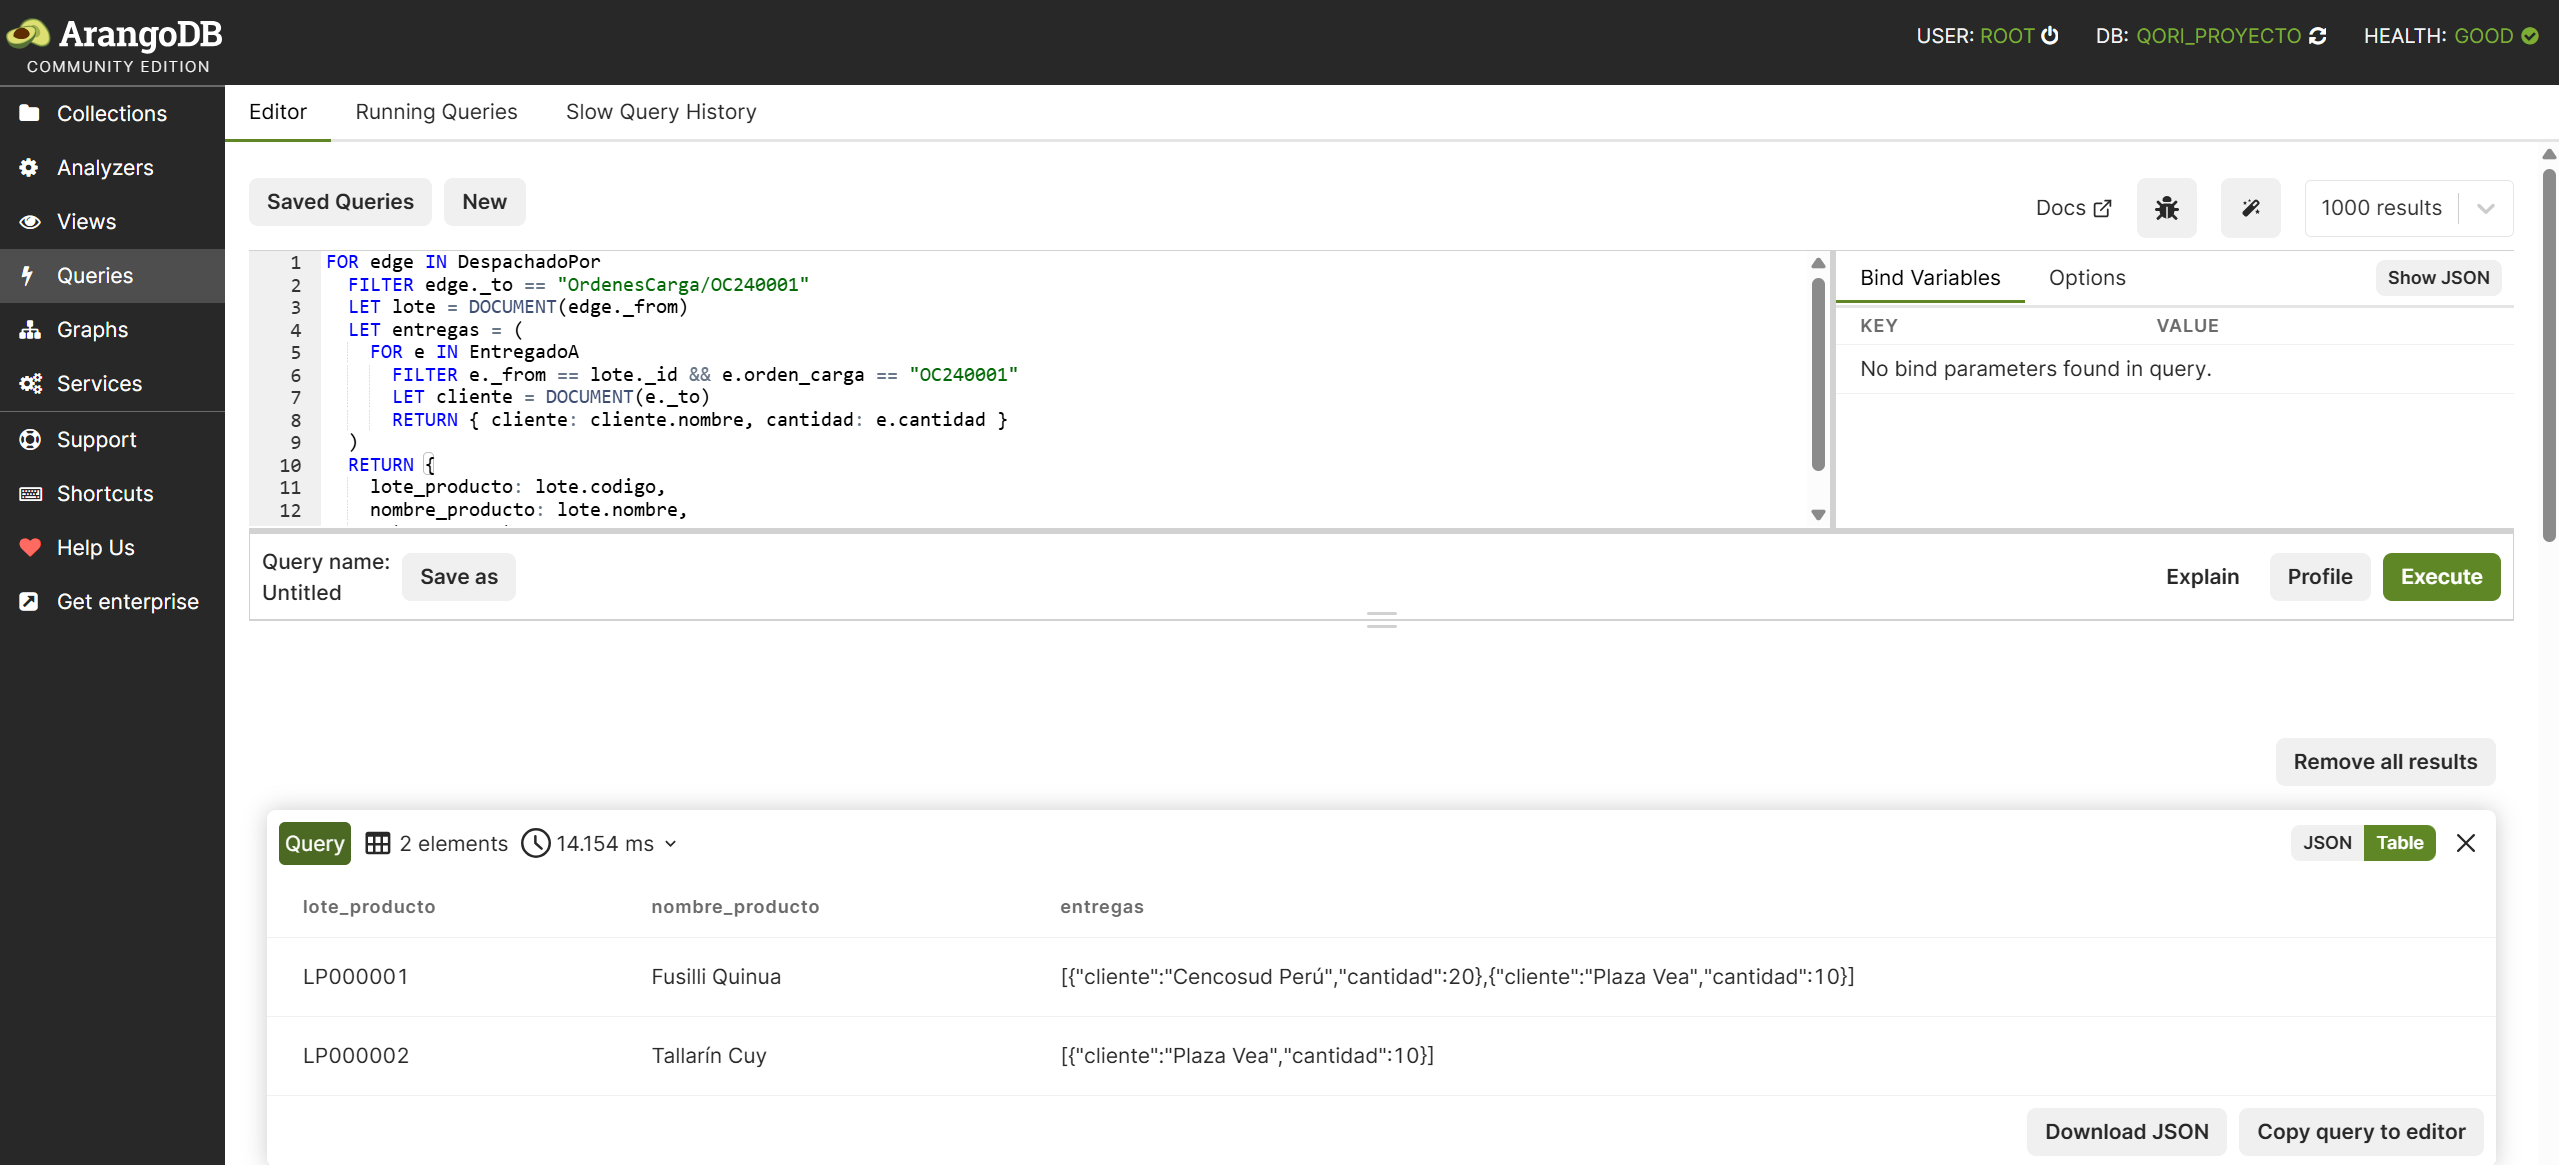 ArangoDB
COMMUNITY EDITION
USER: ROOT
DB: QORI_PROYECTO
HEALTH: GOOD
Collections
Analyzers
Views
Queries
Graphs
Services
Support
Shortcuts
Help Us
Get enterprise
Editor
Running Queries
Slow Query History
Saved Queries
New
Docs
1000 results
1 FOR edge IN DespachadoPor
2 FILTER edge._to == "OrdenesCarga/OC240001"
3 LET lote = DOCUMENT(edge._from)
4 LET entregas = (
5 FOR e IN EntregadoA
6 FILTER e._from == lote._id && e.orden_carga == "OC240001"
7 LET cliente = DOCUMENT(e._to)
8 RETURN { cliente: cliente.nombre, cantidad: e.cantidad }
9 )
10 RETURN {
11 lote_producto: lote.codigo,
12 nombre_producto: lote.nombre,
Bind Variables
Options
Show JSON
KEY VALUE
No bind parameters found in query.
Query name:
Untitled
Save as
Explain
Profile
Execute
Remove all results
Query
2 elements
14.154 ms
JSON
Table
lote_producto nombre_producto entregas
LP000001 Fusilli Quinua [{"cliente":"Cencosud Perú","cantidad":20},{"cliente":"Plaza Vea","cantidad":10}]
LP000002 Tallarín Cuy [{"cliente":"Plaza Vea","cantidad":10}]
Download JSON
Copy query to editor